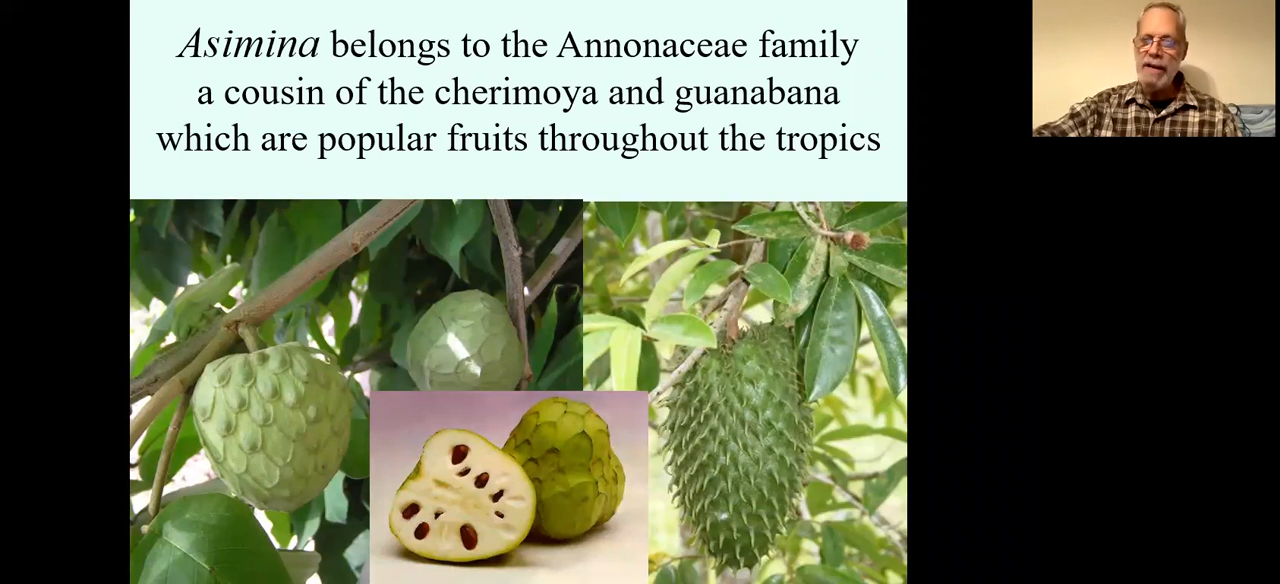 Asimina belongs to the Annonaceae family
a cousin of the cherimoya and guanabana
which are popular fruits throughout the tropics